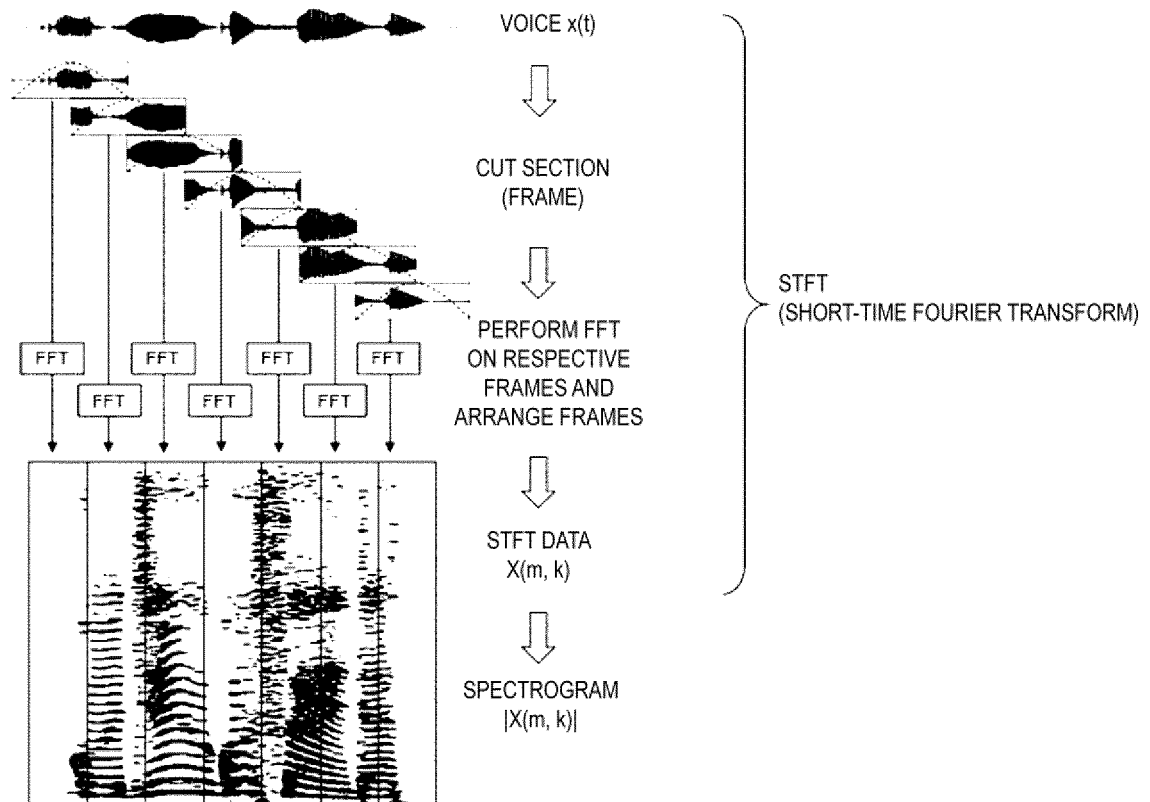 VOICE x(t)
CUT SECTION
(FRAME)
PERFORM FFT
ON RESPECTIVE
FRAMES AND
ARRANGE FRAMES
STFT DATA
X(m, k)
SPECTROGRAM
|X(m, k)|
STFT
(SHORT-TIME FOURIER TRANSFORM)
FFT
FFT
FFT
FFT
FFT
FFT
FFT